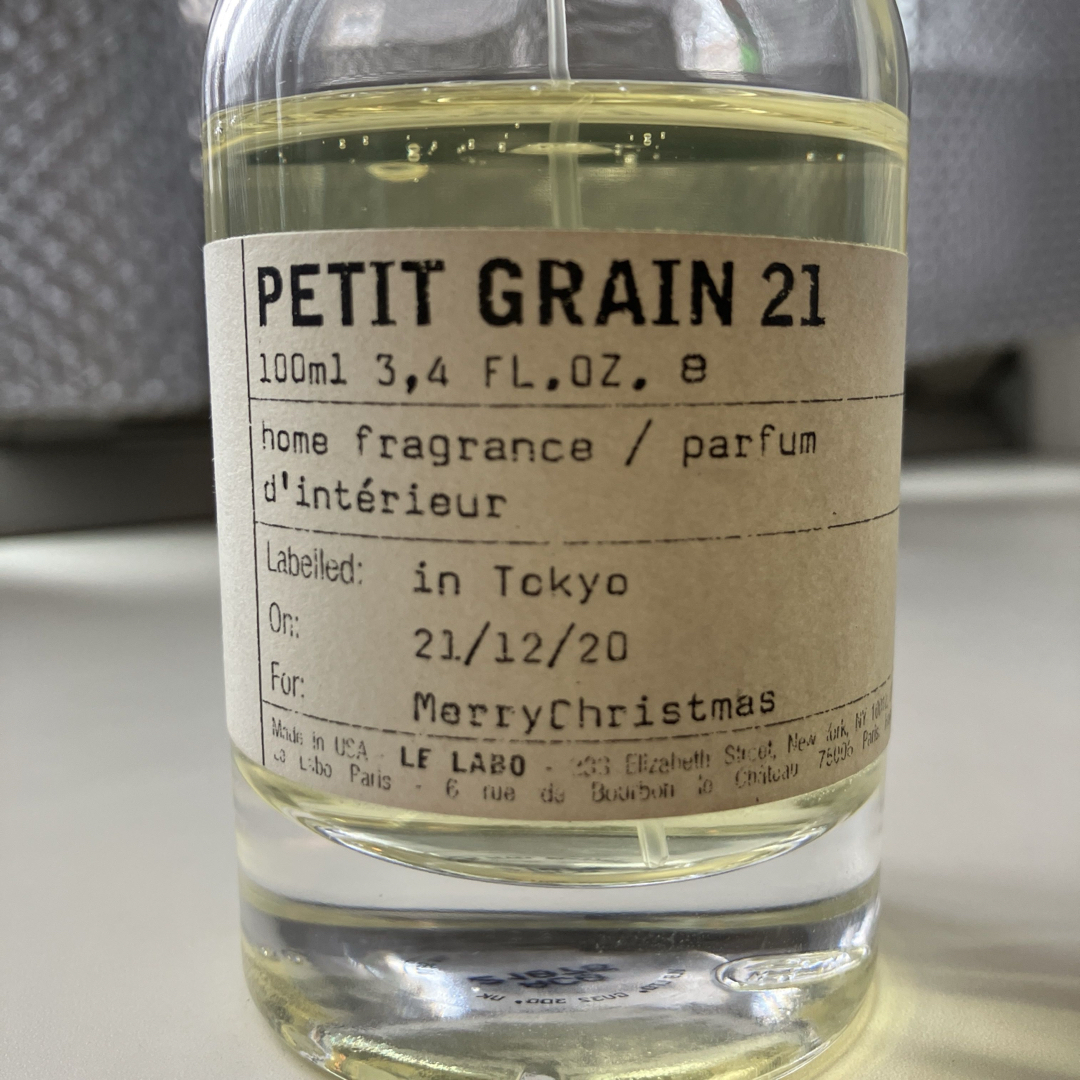 PETIT GRAIN 21
100ml 3,4 FL.OZ. 8
home fragrance / parfum
d'intérieur
Labelled: in Tokyo
On: 21/12/20
For: MerryChristmas
Made in USA - LE LABO - 233 Elizabeth Street, New York, NY
Le Labo Paris - 6 rue de Bourbon le Château 75006 Paris